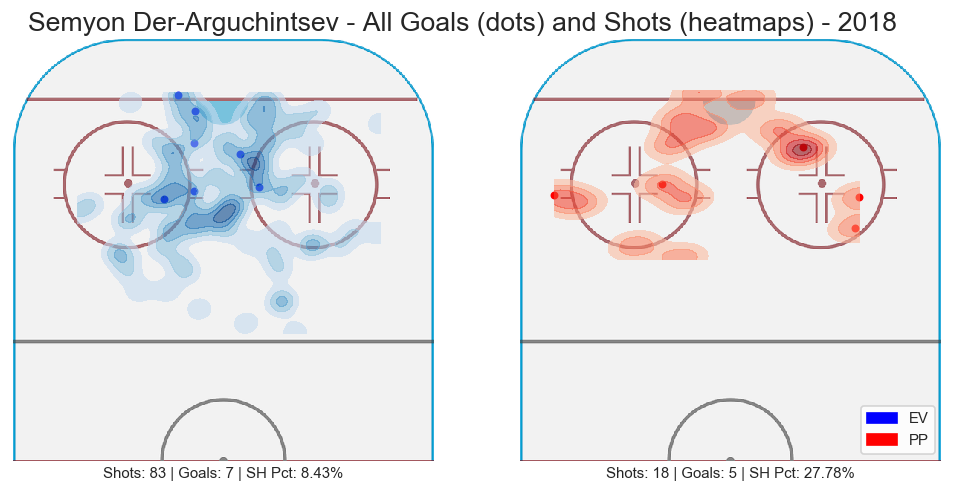 Semyon Der-Arguchintsev - All Goals (dots) and Shots (heatmaps) - 2018
EV
PP
Shots: 83 | Goals: 7 | SH Pct: 8.43%
Shots: 18 | Goals: 5 | SH Pct: 27.78%